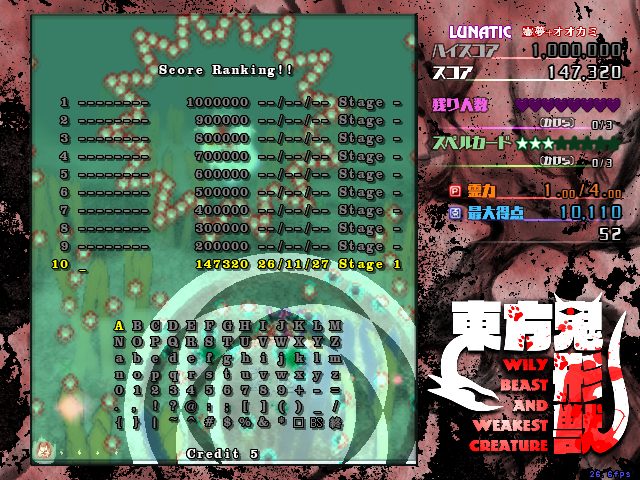 Score Ranking!!
1 -------- 1000000 --/--/-- Stage -
2 -------- 900000 --/--/-- Stage -
3 -------- 800000 --/--/-- Stage -
4 -------- 700000 --/--/-- Stage -
5 -------- 600000 --/--/-- Stage -
6 -------- 500000 --/--/-- Stage -
7 -------- 400000 --/--/-- Stage -
8 -------- 300000 --/--/-- Stage -
9 -------- 200000 --/--/-- Stage -
10 _ 147320 26/11/27 Stage 1
A B C D E F G H I J K L M
N O P Q R S T U V W X Y Z
a b c d e f g h i j k l m
n o p q r s t u v w x y z
0 1 2 3 4 5 6 7 8 9 + - =
. , ! ? @ : ; [ ] ( ) _ /
{ } | ~ ^ # $ % & * □ BS 終
Credit 5
LUNATIC 霊夢+オオカミ
ハイスコア 1,000,000
スコア 147,320
残り人数
(かけら) 0/3
スペルカード ★★★
(かけら) 0/3
P 霊力 1.00/4.00
最大得点 10,110
52
東方鬼形獣
WILY
BEAST
AND
WEAKEST
CREATURE
26.6fps